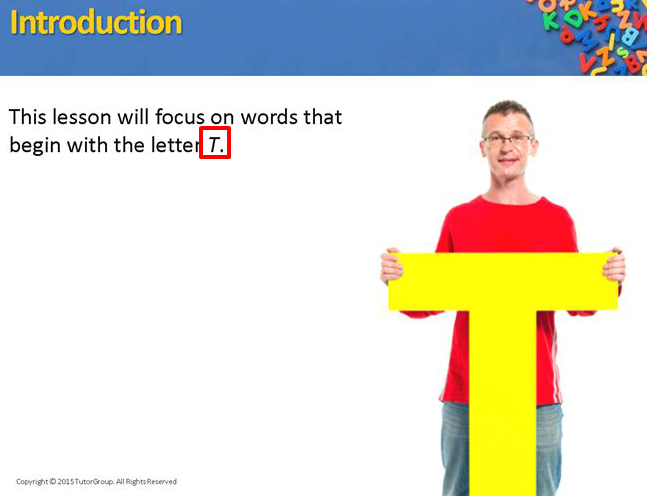 Introduction
This lesson will focus on words that
begin with the letter T.
T
Copyright © 2015 TutorGroup. All Rights Reserved